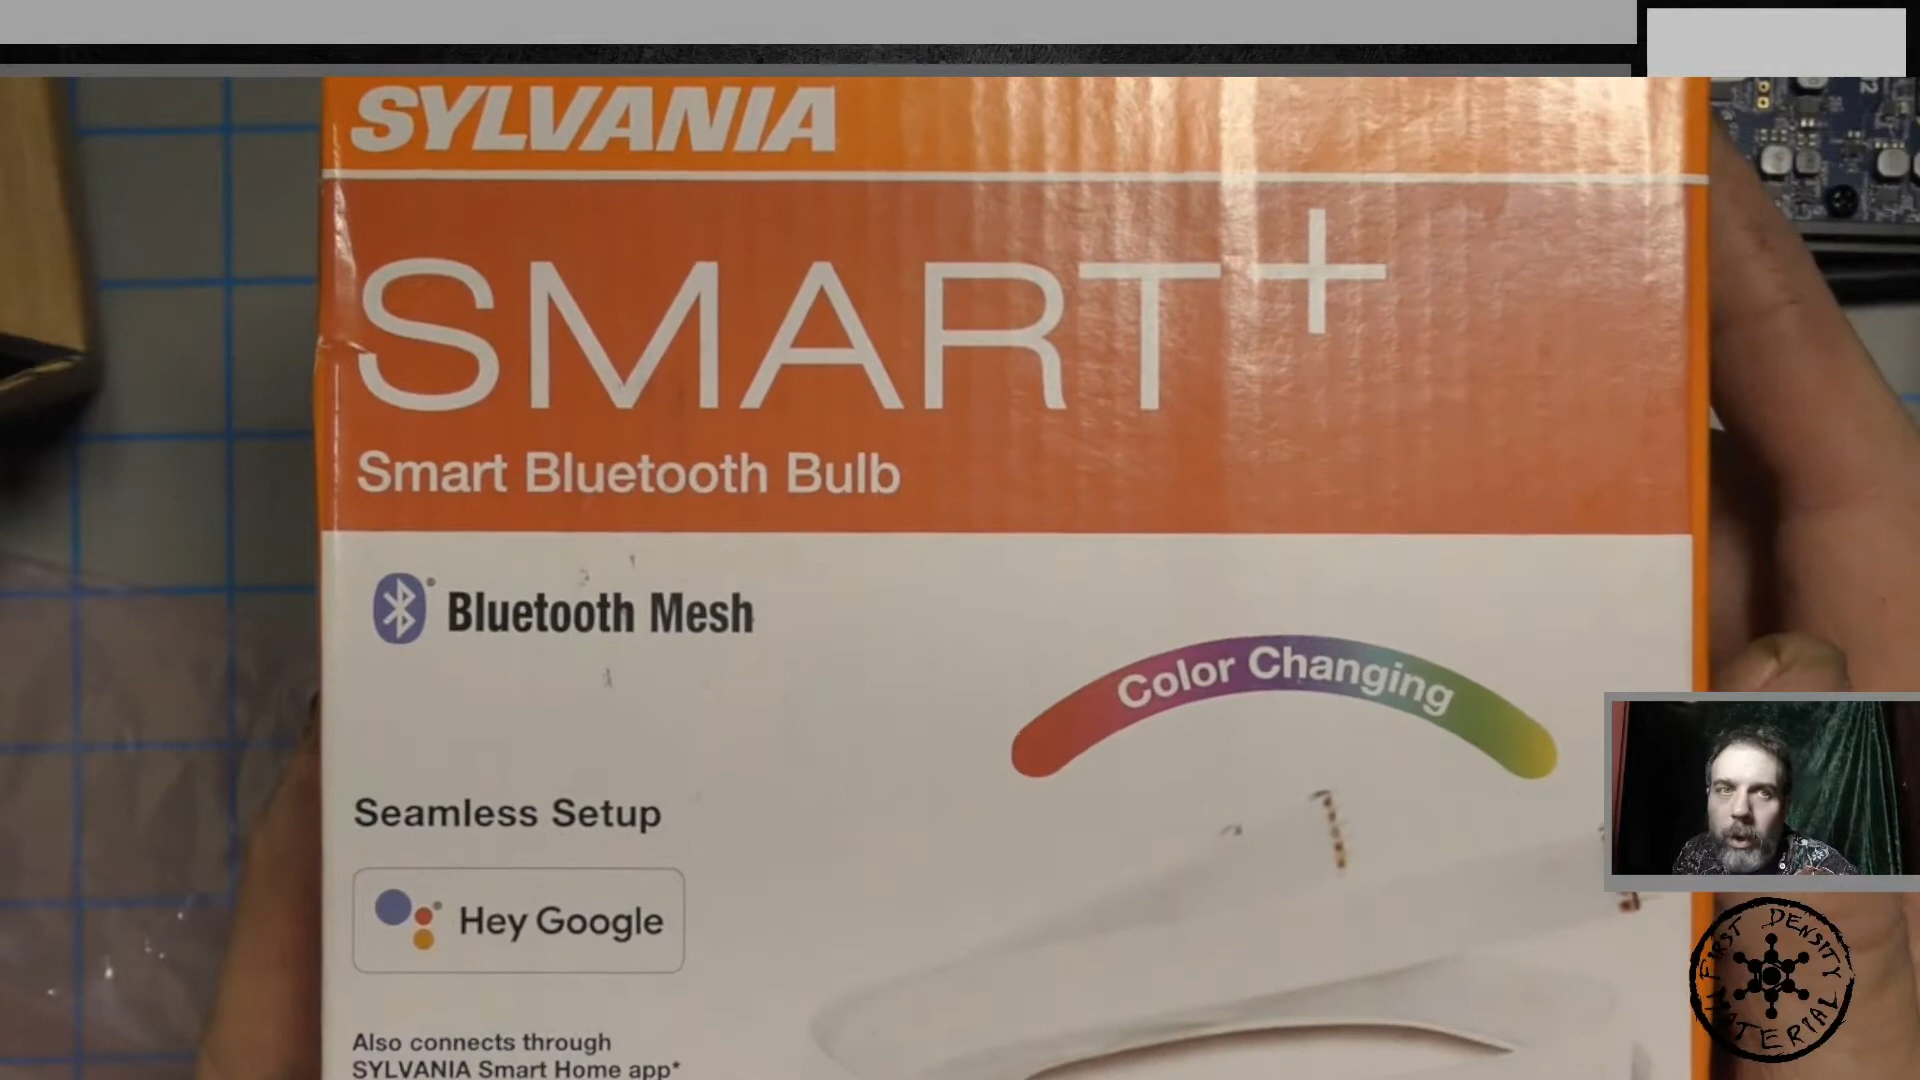 SYLVANIA
SMART+
Smart Bluetooth Bulb
Bluetooth Mesh
Color Changing
Seamless Setup
Hey Google
Also connects through
SYLVANIA Smart Home app*
FIRST DENSITY MATERIAL